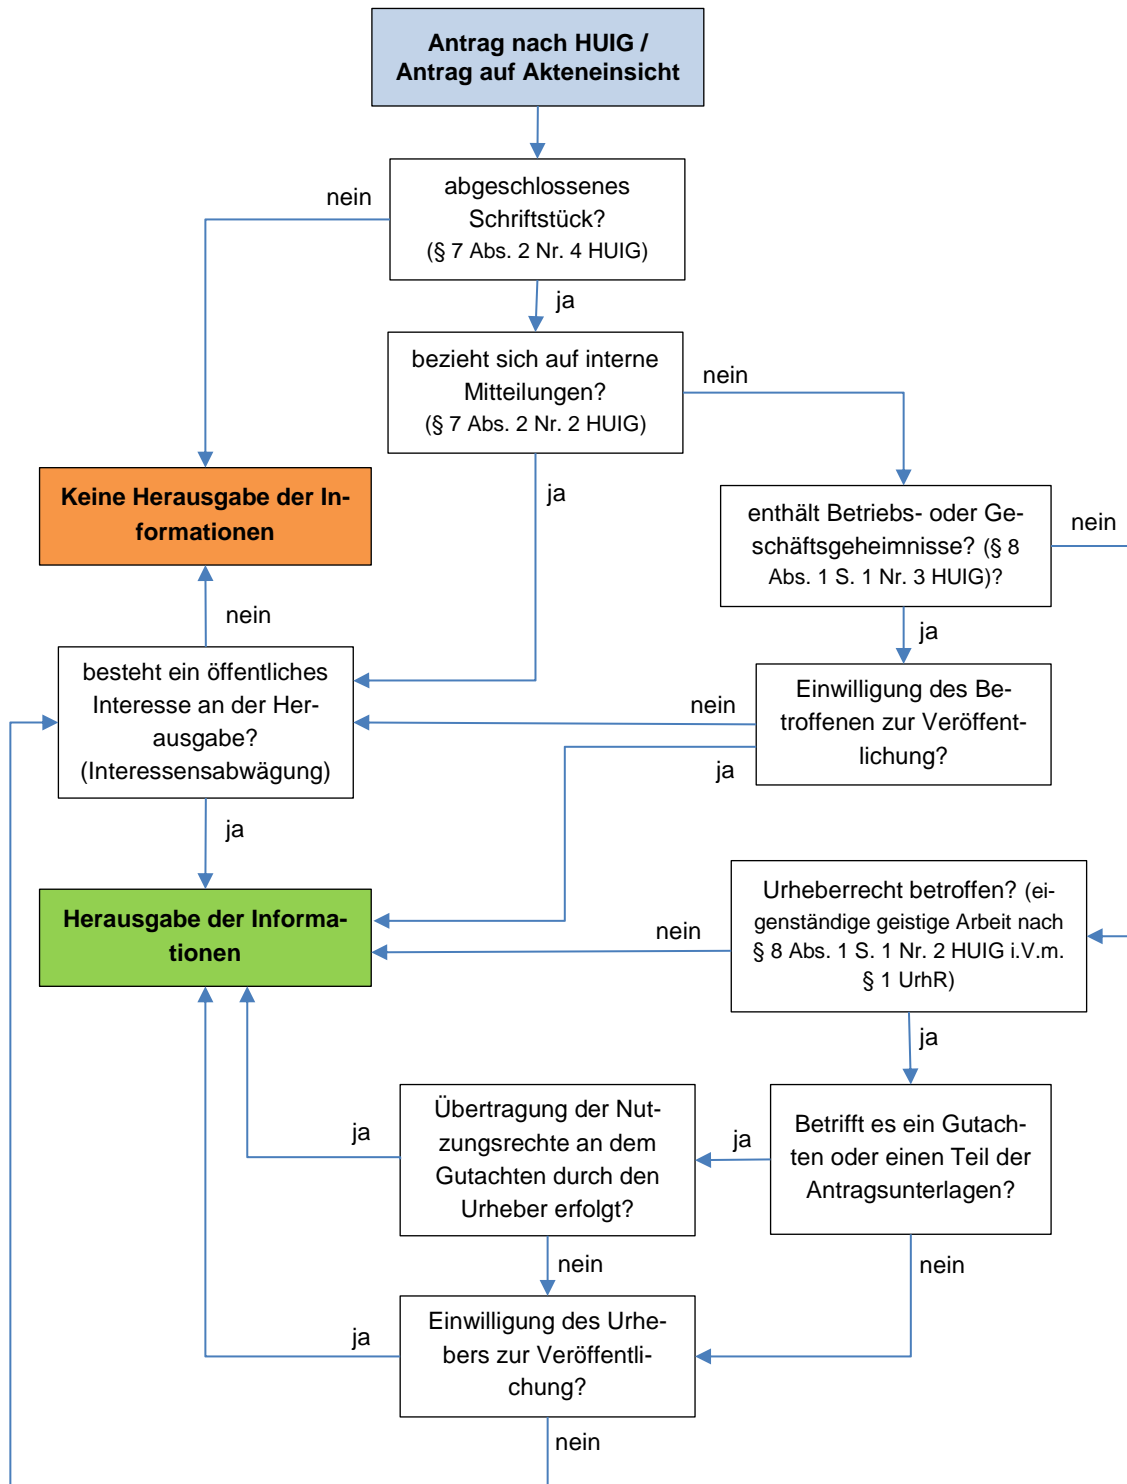 Antrag nach HUIG /
Antrag auf Akteneinsicht
nein
abgeschlossenes
Schriftstück?
(§ 7 Abs. 2 Nr. 4 HUIG)
ja
bezieht sich auf interne
Mitteilungen?
(§ 7 Abs. 2 Nr. 2 HUIG)
nein
ja
Keine Herausgabe der In-
formationen
enthält Betriebs- oder Ge-
schäftsgeheimnisse? (§ 8
Abs. 1 S. 1 Nr. 3 HUIG)?
nein
nein
ja
besteht ein öffentliches
Interesse an der Her-
ausgabe?
(Interessensabwägung)
Einwilligung des Be-
troffenen zur Veröffent-
lichung?
nein
ja
ja
Herausgabe der Informa-
tionen
Urheberrecht betroffen? (ei-
genständige geistige Arbeit nach
§ 8 Abs. 1 S. 1 Nr. 2 HUIG i.V.m.
§ 1 UrhR)
nein
ja
Übertragung der Nut-
zungsrechte an dem
Gutachten durch den
Urheber erfolgt?
ja
ja
Betrifft es ein Gutach-
ten oder einen Teil der
Antragsunterlagen?
nein
nein
Einwilligung des Urhe-
bers zur Veröffentli-
chung?
ja
nein